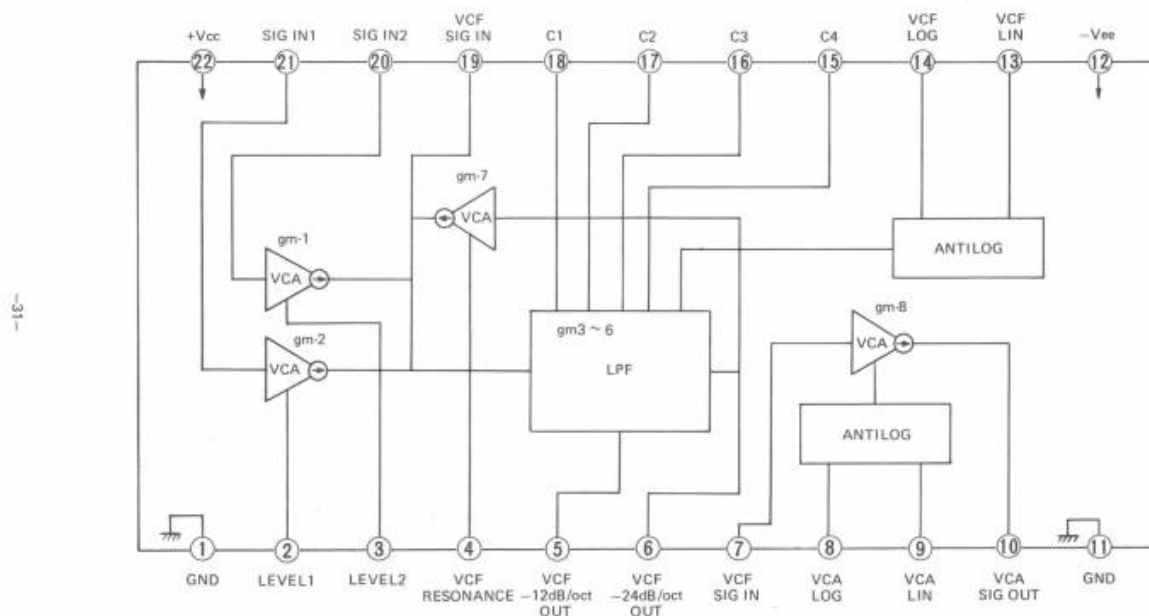 +Vcc SIG IN1 SIG IN2 VCF SIG IN C1 C2 C3 C4 VCF LOG VCF LIN −Vee
22 21 20 19 18 17 16 15 14 13 12
gm-7
VCA
gm-1
VCA
ANTILOG
gm-2
VCA
gm3 ~ 6
LPF
gm-8
VCA
ANTILOG
1 2 3 4 5 6 7 8 9 10 11
GND LEVEL1 LEVEL2 VCF RESONANCE VCF −12dB/oct OUT VCF −24dB/oct OUT VCF SIG IN VCA LOG VCA LIN VCA SIG OUT GND
−31−